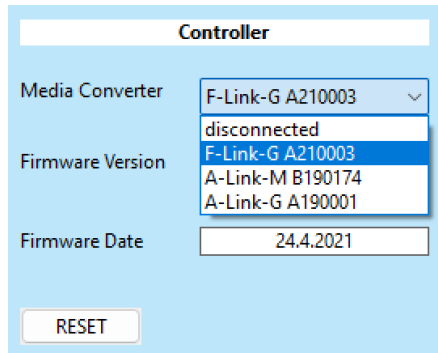 Controller
Media Converter
F-Link-G A210003
disconnected
F-Link-G A210003
A-Link-M B190174
A-Link-G A190001
Firmware Version
Firmware Date
24.4.2021
RESET